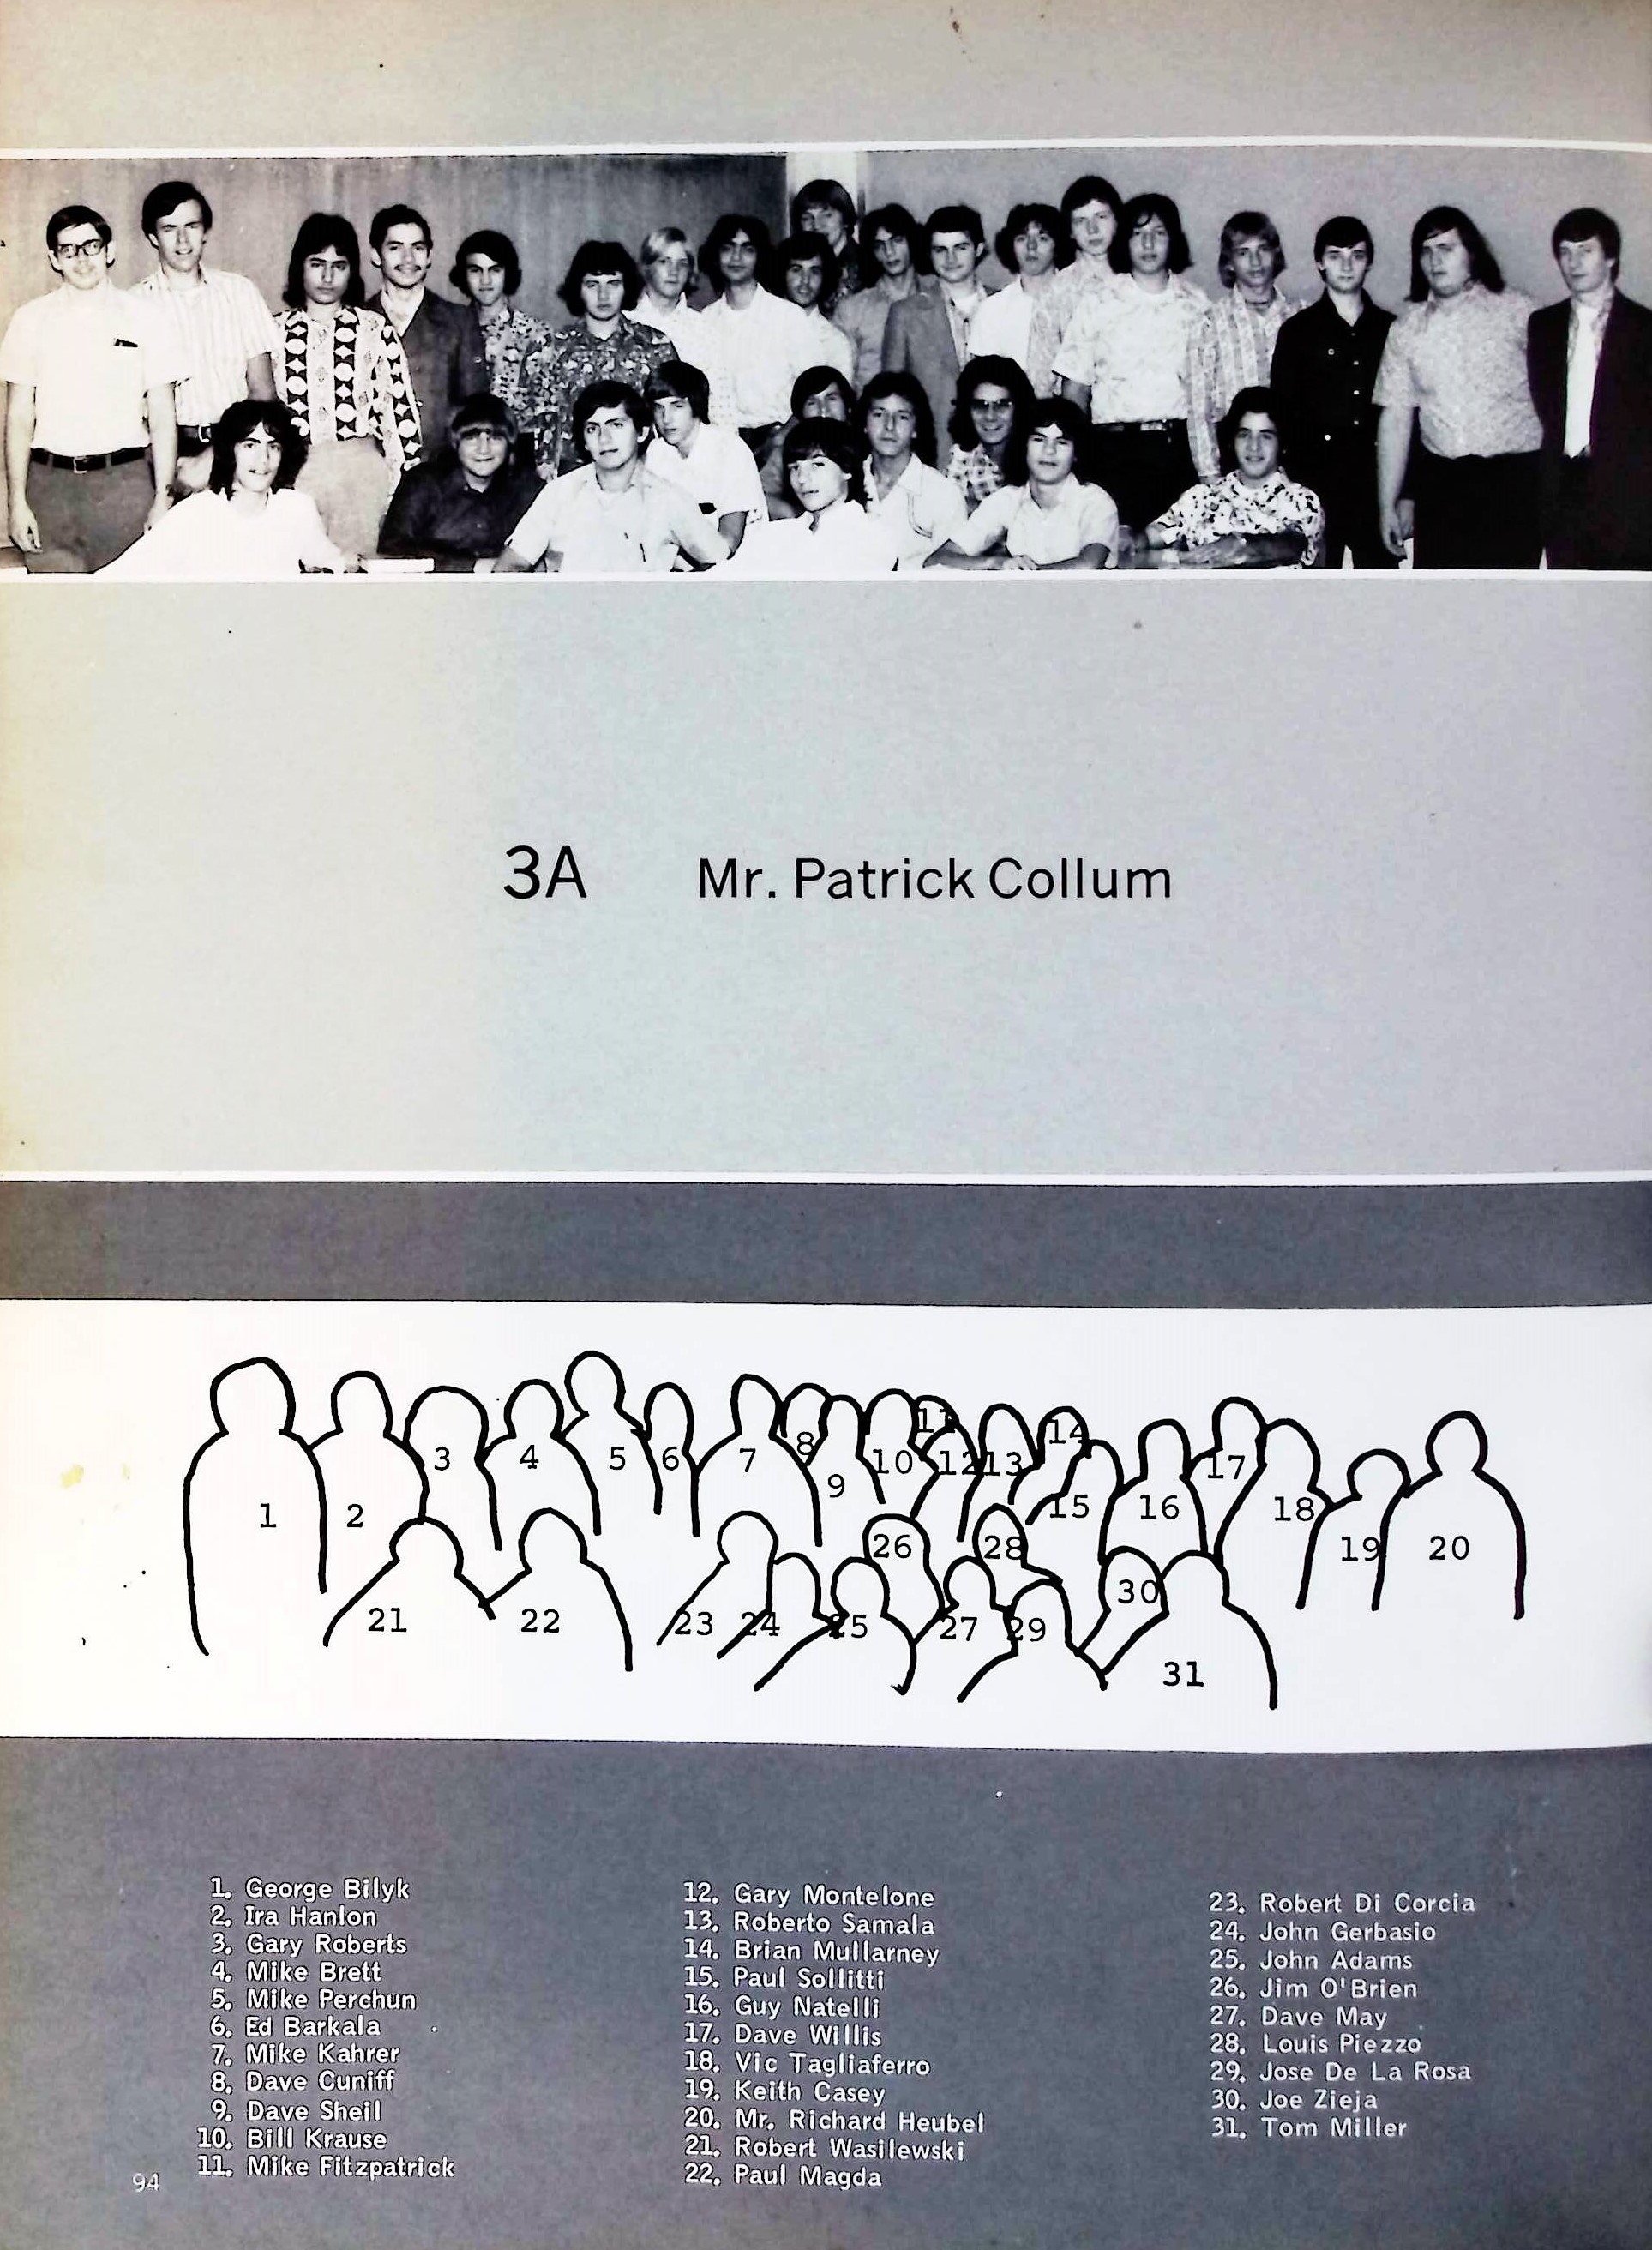 3A Mr. Patrick Collum
1 2 3 4 5 6 7 8 9 10 11 12 13 14 15 16 17 18 19 20
21 22 23 24 25 26 27 28 29 30 31
1. George Bilyk
2. Ira Hanlon
3. Gary Roberts
4. Mike Brett
5. Mike Perchun
6. Ed Barkala
7. Mike Kahrer
8. Dave Cuniff
9. Dave Sheil
10. Bill Krause
11. Mike Fitzpatrick
12. Gary Montelone
13. Roberto Samala
14. Brian Mullarney
15. Paul Sollitti
16. Guy Natelli
17. Dave Willis
18. Vic Tagliaferro
19. Keith Casey
20. Mr. Richard Heubel
21. Robert Wasilewski
22. Paul Magda
23. Robert Di Corcia
24. John Gerbasio
25. John Adams
26. Jim O'Brien
27. Dave May
28. Louis Piezzo
29. Jose De La Rosa
30. Joe Zieja
31. Tom Miller
94